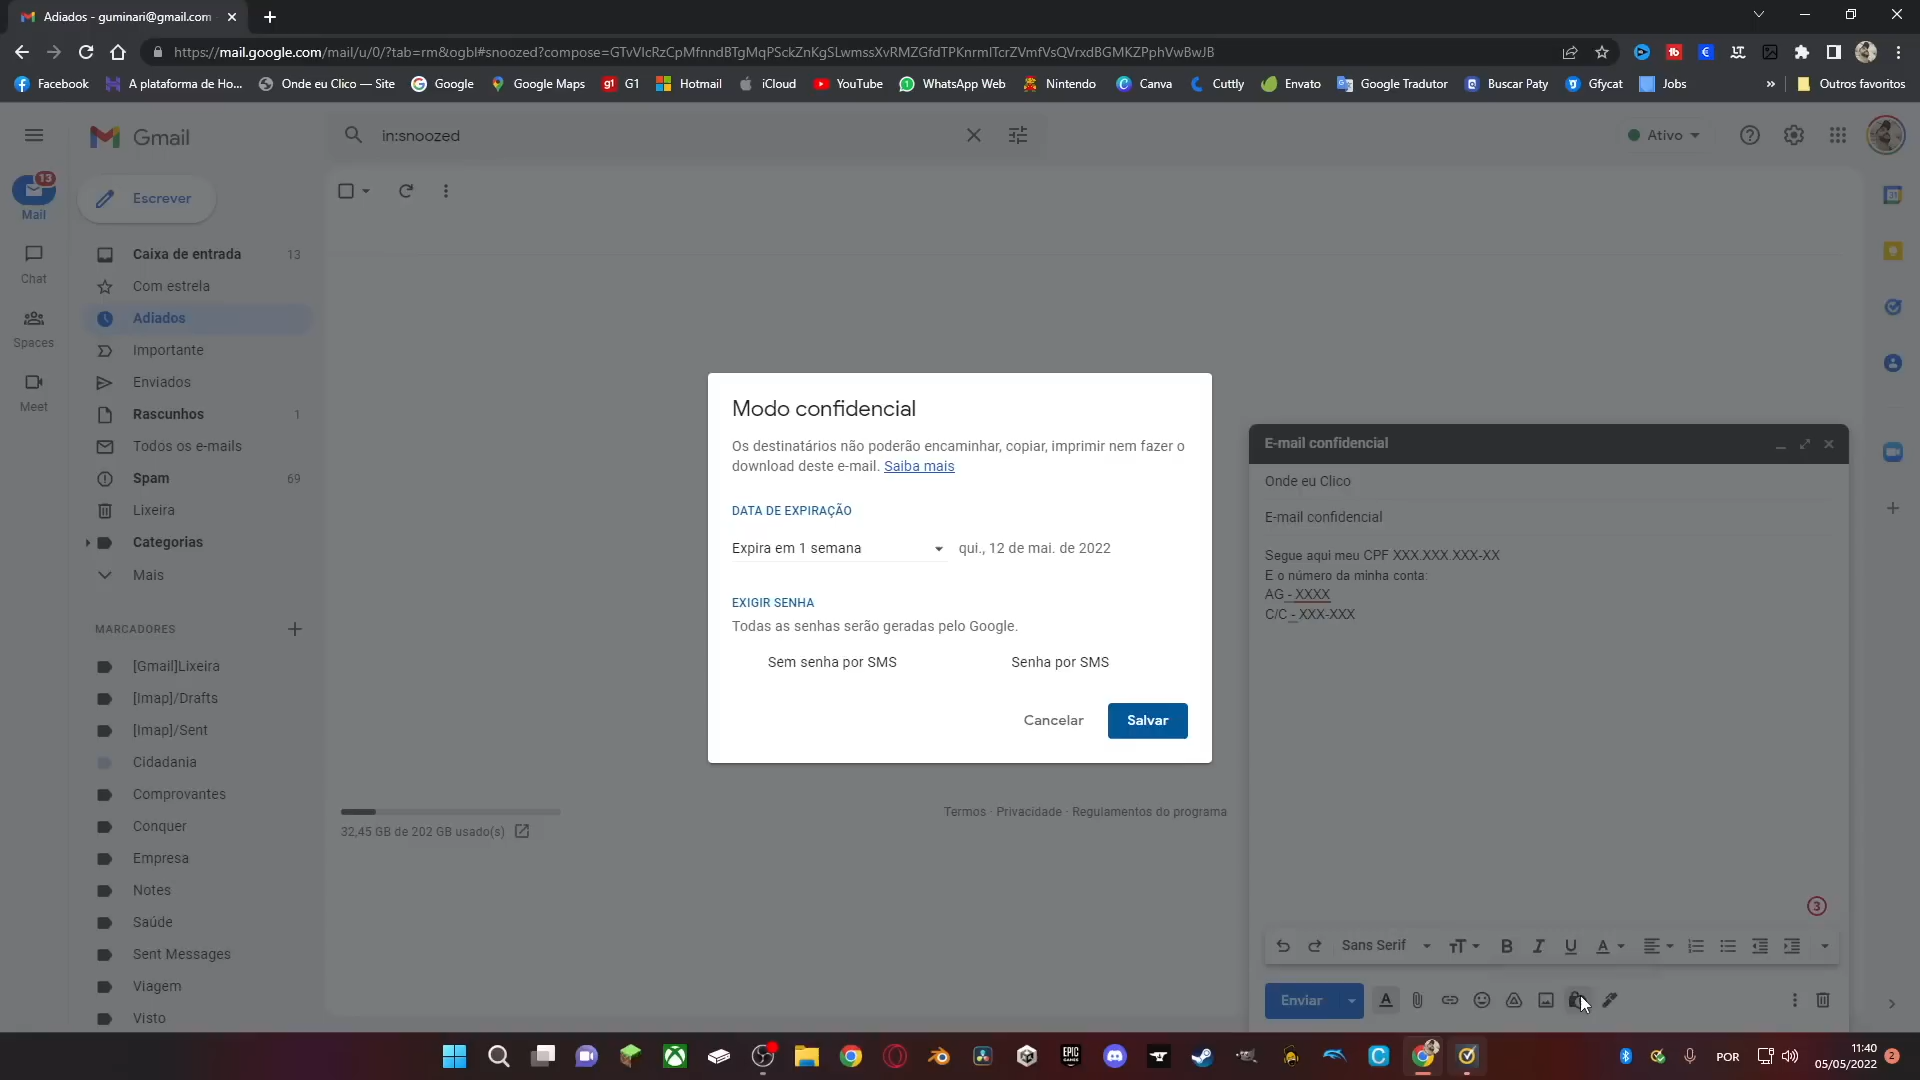 Adiados - guminari@gmail.com
https://mail.google.com/mail/u/0/?tab=rm&ogbl#snoozed?compose=GTvVlcRzCpMfnndBTgMqPSckZnKgSLwmssXvRMZGfdTPKnrmlTcrZVmfVsQVrxdBGMKZPphVwBwJB
Facebook A plataforma de Ho... Onde eu Clico — Site Google Google Maps G1 Hotmail iCloud YouTube WhatsApp Web Nintendo Canva Cuttly Envato Google Tradutor Buscar Paty Gfycat Jobs » Outros favoritos
Gmail
in:snoozed
Ativo
13
Mail
Chat
Spaces
Meet
Escrever
Caixa de entrada 13
Com estrela
Adiados
Importante
Enviados
Rascunhos 1
Todos os e-mails
Spam 69
Lixeira
Categorias
Mais
MARCADORES
[Gmail]Lixeira
[Imap]/Drafts
[Imap]/Sent
Cidadania
Comprovantes
Conquer
Empresa
Notes
Saúde
Sent Messages
Viagem
Visto
32,45 GB de 202 GB usado(s)
Termos · Privacidade · Regulamentos do programa
Modo confidencial
Os destinatários não poderão encaminhar, copiar, imprimir nem fazer o
download deste e-mail. Saiba mais
DATA DE EXPIRAÇÃO
Expira em 1 semana qui., 12 de mai. de 2022
EXIGIR SENHA
Todas as senhas serão geradas pelo Google.
Sem senha por SMS Senha por SMS
Cancelar Salvar
E-mail confidencial
Onde eu Clico
E-mail confidencial
Segue aqui meu CPF XXX.XXX.XXX-XX
E o número da minha conta:
AG - XXXX
C/C - XXX-XXX
3
Sans Serif
Enviar
POR
11:40
05/05/2022
2